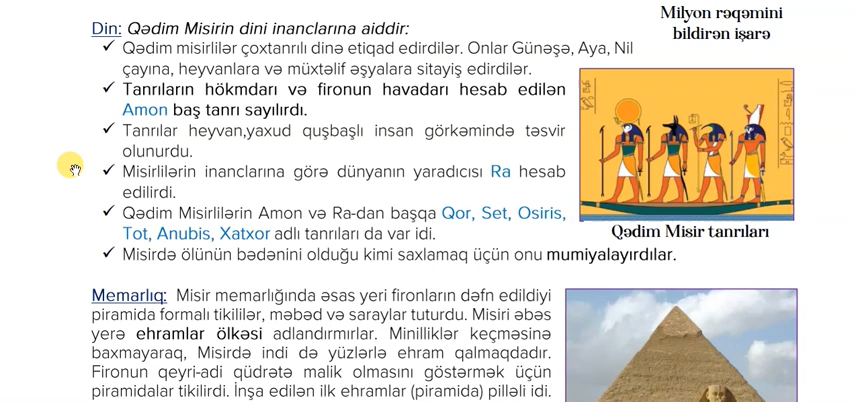 Milyon rəqəmini
bildirən işarə
Din: Qədim Misirin dini inanclarına aiddir:
✓ Qədim misirlilər çoxtanrılı dinə etiqad edirdilər. Onlar Günəşə, Aya, Nil
çayına, heyvanlara və müxtəlif əşyalara sitayiş edirdilər.
✓ Tanrıların hökmdarı və fironun havadarı hesab edilən
Amon baş tanrı sayılırdı.
✓ Tanrılar heyvan,yaxud quşbaşlı insan görkəmində təsvir
olunurdu.
✓ Misirlilərin inanclarına görə dünyanın yaradıcısı Ra hesab
edilirdi.
✓ Qədim Misirlilərin Amon və Ra-dan başqa Qor, Set, Osiris,
Tot, Anubis, Xatxor adlı tanrıları da var idi.
✓ Misirdə ölünün bədənini olduğu kimi saxlamaq üçün onu mumiyalayırdılar.
Qədim Misir tanrıları
Memarlıq: Misir memarlığında əsas yeri fironların dəfn edildiyi
piramida formalı tikililər, məbəd və saraylar tuturdu. Misiri əbəs
yerə ehramlar ölkəsi adlandırmırlar. Minilliklər keçməsinə
baxmayaraq, Misirdə indi də yüzlərlə ehram qalmaqdadır.
Fironun qeyri-adi qüdrətə malik olmasını göstərmək üçün
piramidalar tikilirdi. İnşa edilən ilk ehramlar (piramida) pilləli idi.